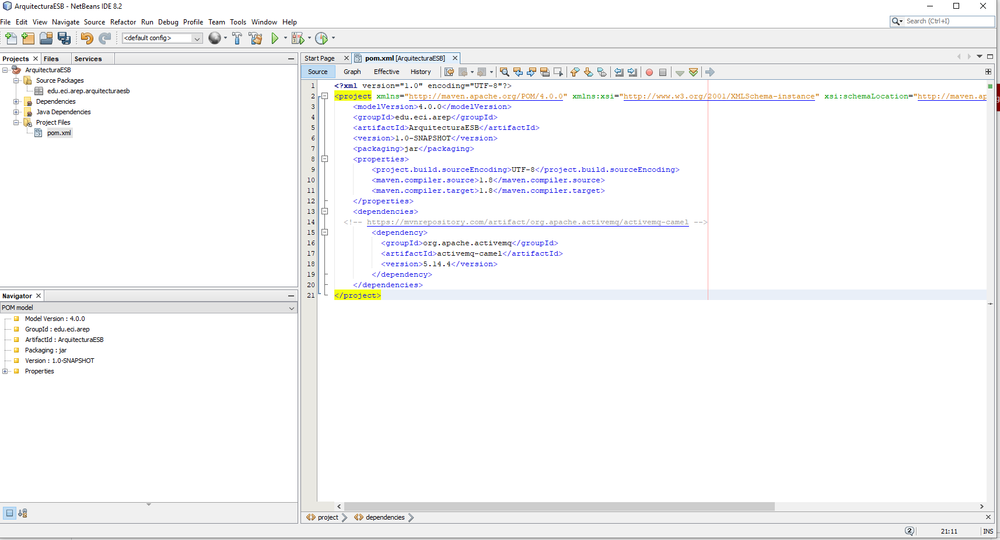 ArquitecturaESB - NetBeans IDE 8.2
File Edit View Navigate Source Refactor Run Debug Profile Team Tools Window Help
Search (Ctrl+I)
<default config>
Projects Files Services
ArquitecturaESB
Source Packages
edu.eci.arep.arquitecturaesb
Dependencies
Java Dependencies
Project Files
pom.xml
Navigator
POM model
Model Version : 4.0.0
GroupId : edu.eci.arep
ArtifactId : ArquitecturaESB
Packaging : jar
Version : 1.0-SNAPSHOT
Properties
Start Page pom.xml [ArquitecturaESB]
Source Graph Effective History
1 <?xml version="1.0" encoding="UTF-8"?>
2 <project xmlns="http://maven.apache.org/POM/4.0.0" xmlns:xsi="http://www.w3.org/2001/XMLSchema-instance" xsi:schemaLocation="http://maven.ap
3 <modelVersion>4.0.0</modelVersion>
4 <groupId>edu.eci.arep</groupId>
5 <artifactId>ArquitecturaESB</artifactId>
6 <version>1.0-SNAPSHOT</version>
7 <packaging>jar</packaging>
8 <properties>
9 <project.build.sourceEncoding>UTF-8</project.build.sourceEncoding>
10 <maven.compiler.source>1.8</maven.compiler.source>
11 <maven.compiler.target>1.8</maven.compiler.target>
12 </properties>
13 <dependencies>
14 <!-- https://mvnrepository.com/artifact/org.apache.activemq/activemq-camel -->
15 <dependency>
16 <groupId>org.apache.activemq</groupId>
17 <artifactId>activemq-camel</artifactId>
18 <version>5.14.4</version>
19 </dependency>
20 </dependencies>
21 </project>
project dependencies
2 21:11 INS